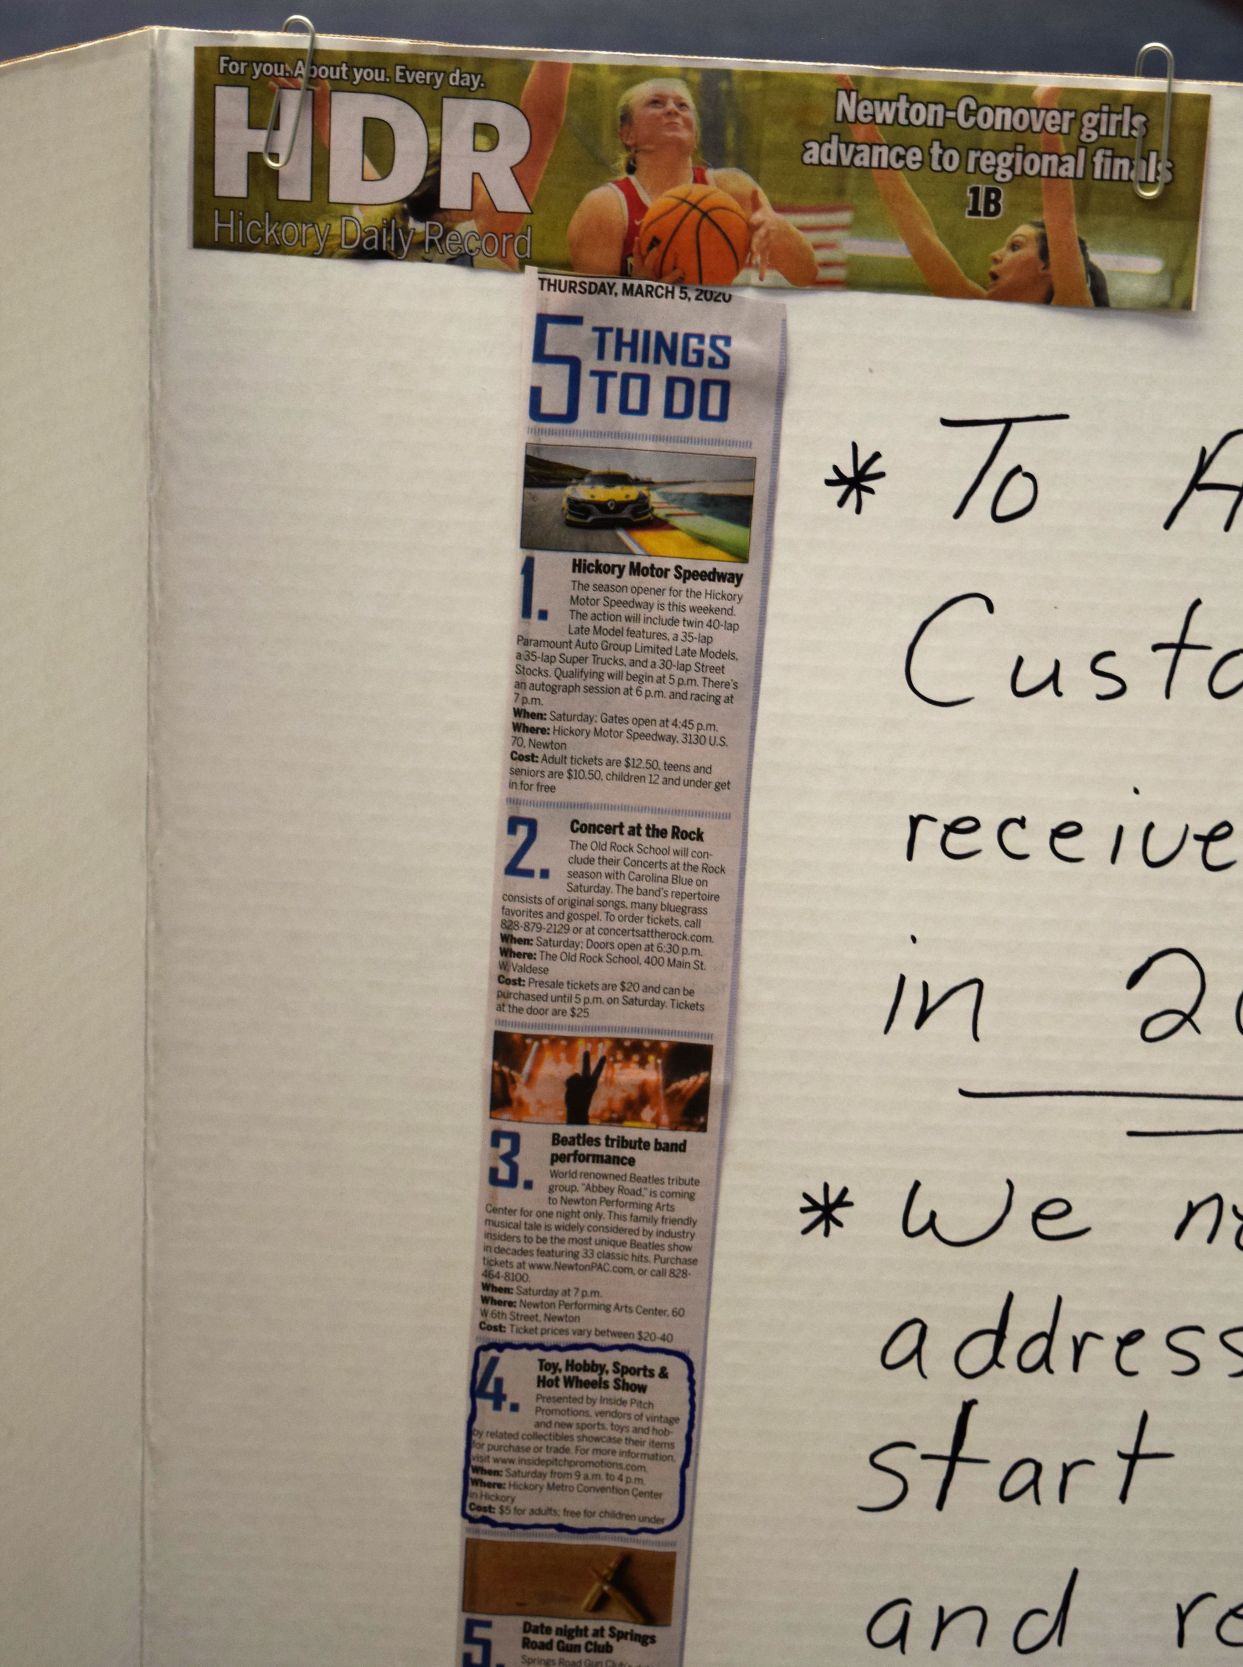 For you. About you. Every day.
HDR
Hickory Daily Record
Newton-Conover girls
advance to regional finals
1B
THURSDAY, MARCH 5, 2020
5 THINGS
TO DO
1.
Hickory Motor Speedway
The season opener for the Hickory
Motor Speedway is this weekend.
The action will include twin 40-lap
Late Model features, a 35-lap
Paramount Auto Group Limited Late Models,
a 35-lap Super Trucks, and a 30-lap Street
Stocks. Qualifying will begin at 5 p.m. There's
an autograph session at 6 p.m. and racing at
7 p.m.
When: Saturday; Gates open at 4:45 p.m.
Where: Hickory Motor Speedway, 3130 U.S.
70, Newton
Cost: Adult tickets are $12.50, teens and
seniors are $10.50, children 12 and under get
in for free
2.
Concert at the Rock
The Old Rock School will con-
clude their Concerts at the Rock
season with Carolina Blue on
Saturday. The band's repertoire
consists of original songs, many bluegrass
favorites and gospel. To order tickets, call
828-879-2129 or at concertsattherock.com.
When: Saturday; Doors open at 6:30 p.m.
Where: The Old Rock School, 400 Main St.
W, Valdese
Cost: Presale tickets are $20 and can be
purchased until 5 p.m. on Saturday. Tickets
at the door are $25
3.
Beatles tribute band
performance
World renowned Beatles tribute
group, "Abbey Road," is coming
to Newton Performing Arts
Center for one night only. This family friendly
musical tale is widely considered by industry
insiders to be the most unique Beatles show
in decades featuring 33 classic hits. Purchase
tickets at www.NewtonPAC.com, or call 828-
464-8100.
When: Saturday at 7 p.m.
Where: Newton Performing Arts Center, 60
W 6th Street, Newton
Cost: Ticket prices vary between $20-40
4.
Toy, Hobby, Sports &
Hot Wheels Show
Presented by Inside Pitch
Promotions, vendors of vintage
and new sports, toys and hob-
by related collectibles showcase their items
for purchase or trade. For more information,
visit www.insidepitchpromotions.com.
When: Saturday from 9 a.m. to 4 p.m.
Where: Hickory Metro Convention Center
in Hickory
Cost: $5 for adults; free for children under
5.
Date night at Springs
Road Gun Club
Springs Road Gun Club's
* To A
Custo
receive
in 20
* We
address
start
and re